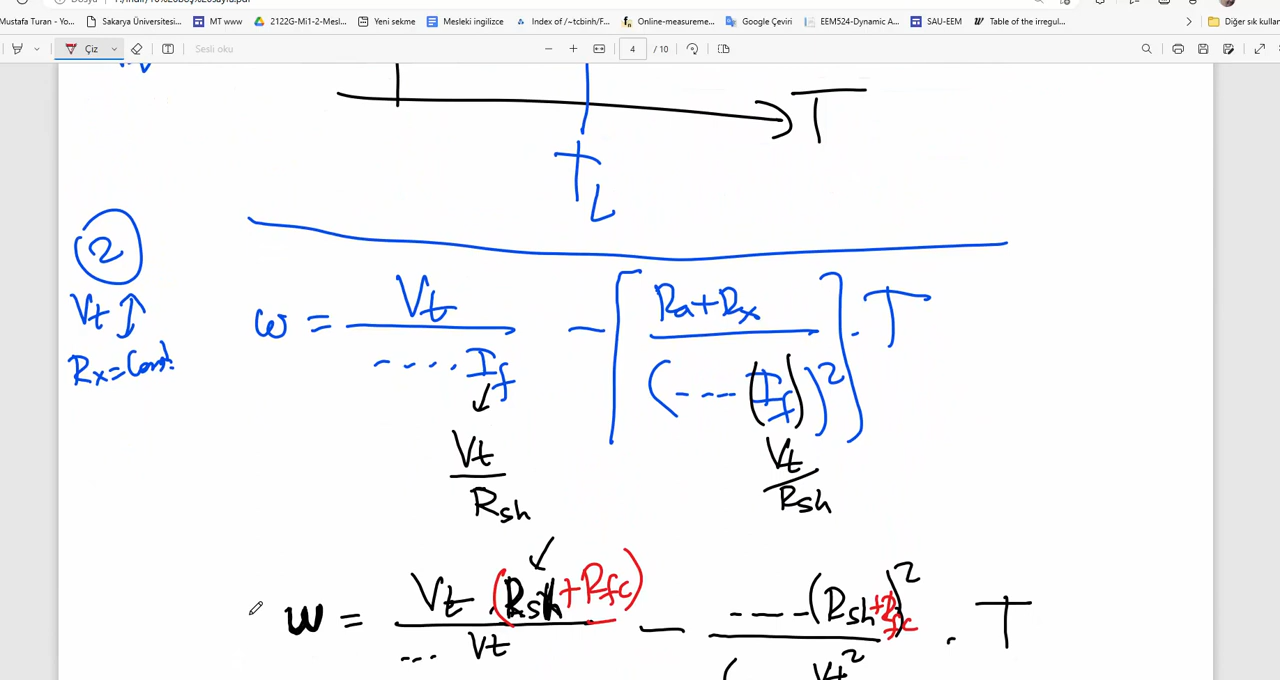 Mustafa Turan - Yah... Sakarya Üniversitesi... MT www 2122G-Mi1-2-Mesl... Yeni sekme Mesleki ingilizce Index of /~tcbinh/F... Online-measureme... Google Çeviri EEM524-Dynamic A... SAU-EEM Table of the irregul... Diğer sık kullanıla
Çiz Sesli oku 4 / 10
T
T_L
2
Vt ↕
Rx = Const.
ω = Vt / ....If − [ Ra+Rx / (....(If))² ] . T
↓
Vt / Rsh
Vt / Rsh
ω = Vt . (Rsh + Rfc) / ... Vt − ....(Rsh + Rfc)² / ( Vt² . T